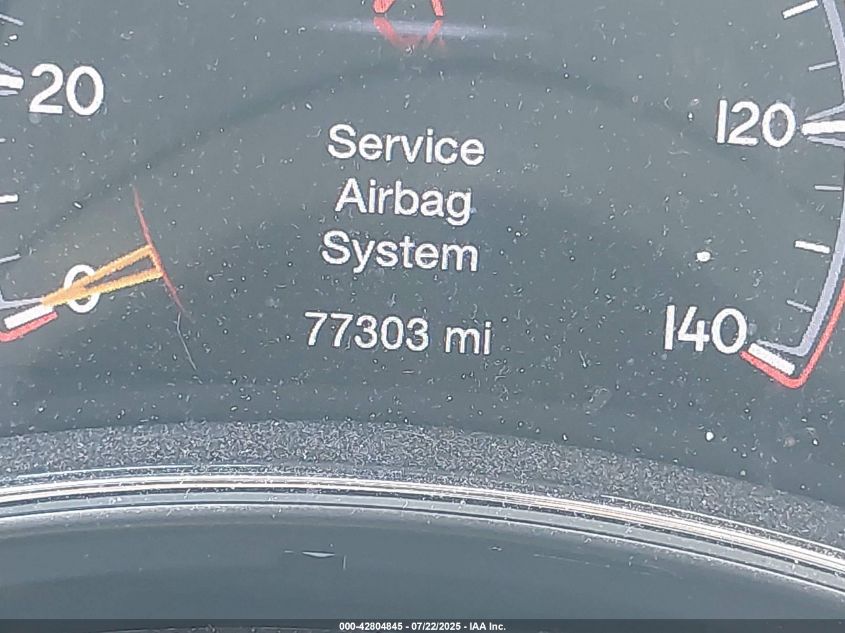 20
120
Service
Airbag
System
0
77303 mi
140
000-42804845 - 07/22/2025 - IAA Inc.